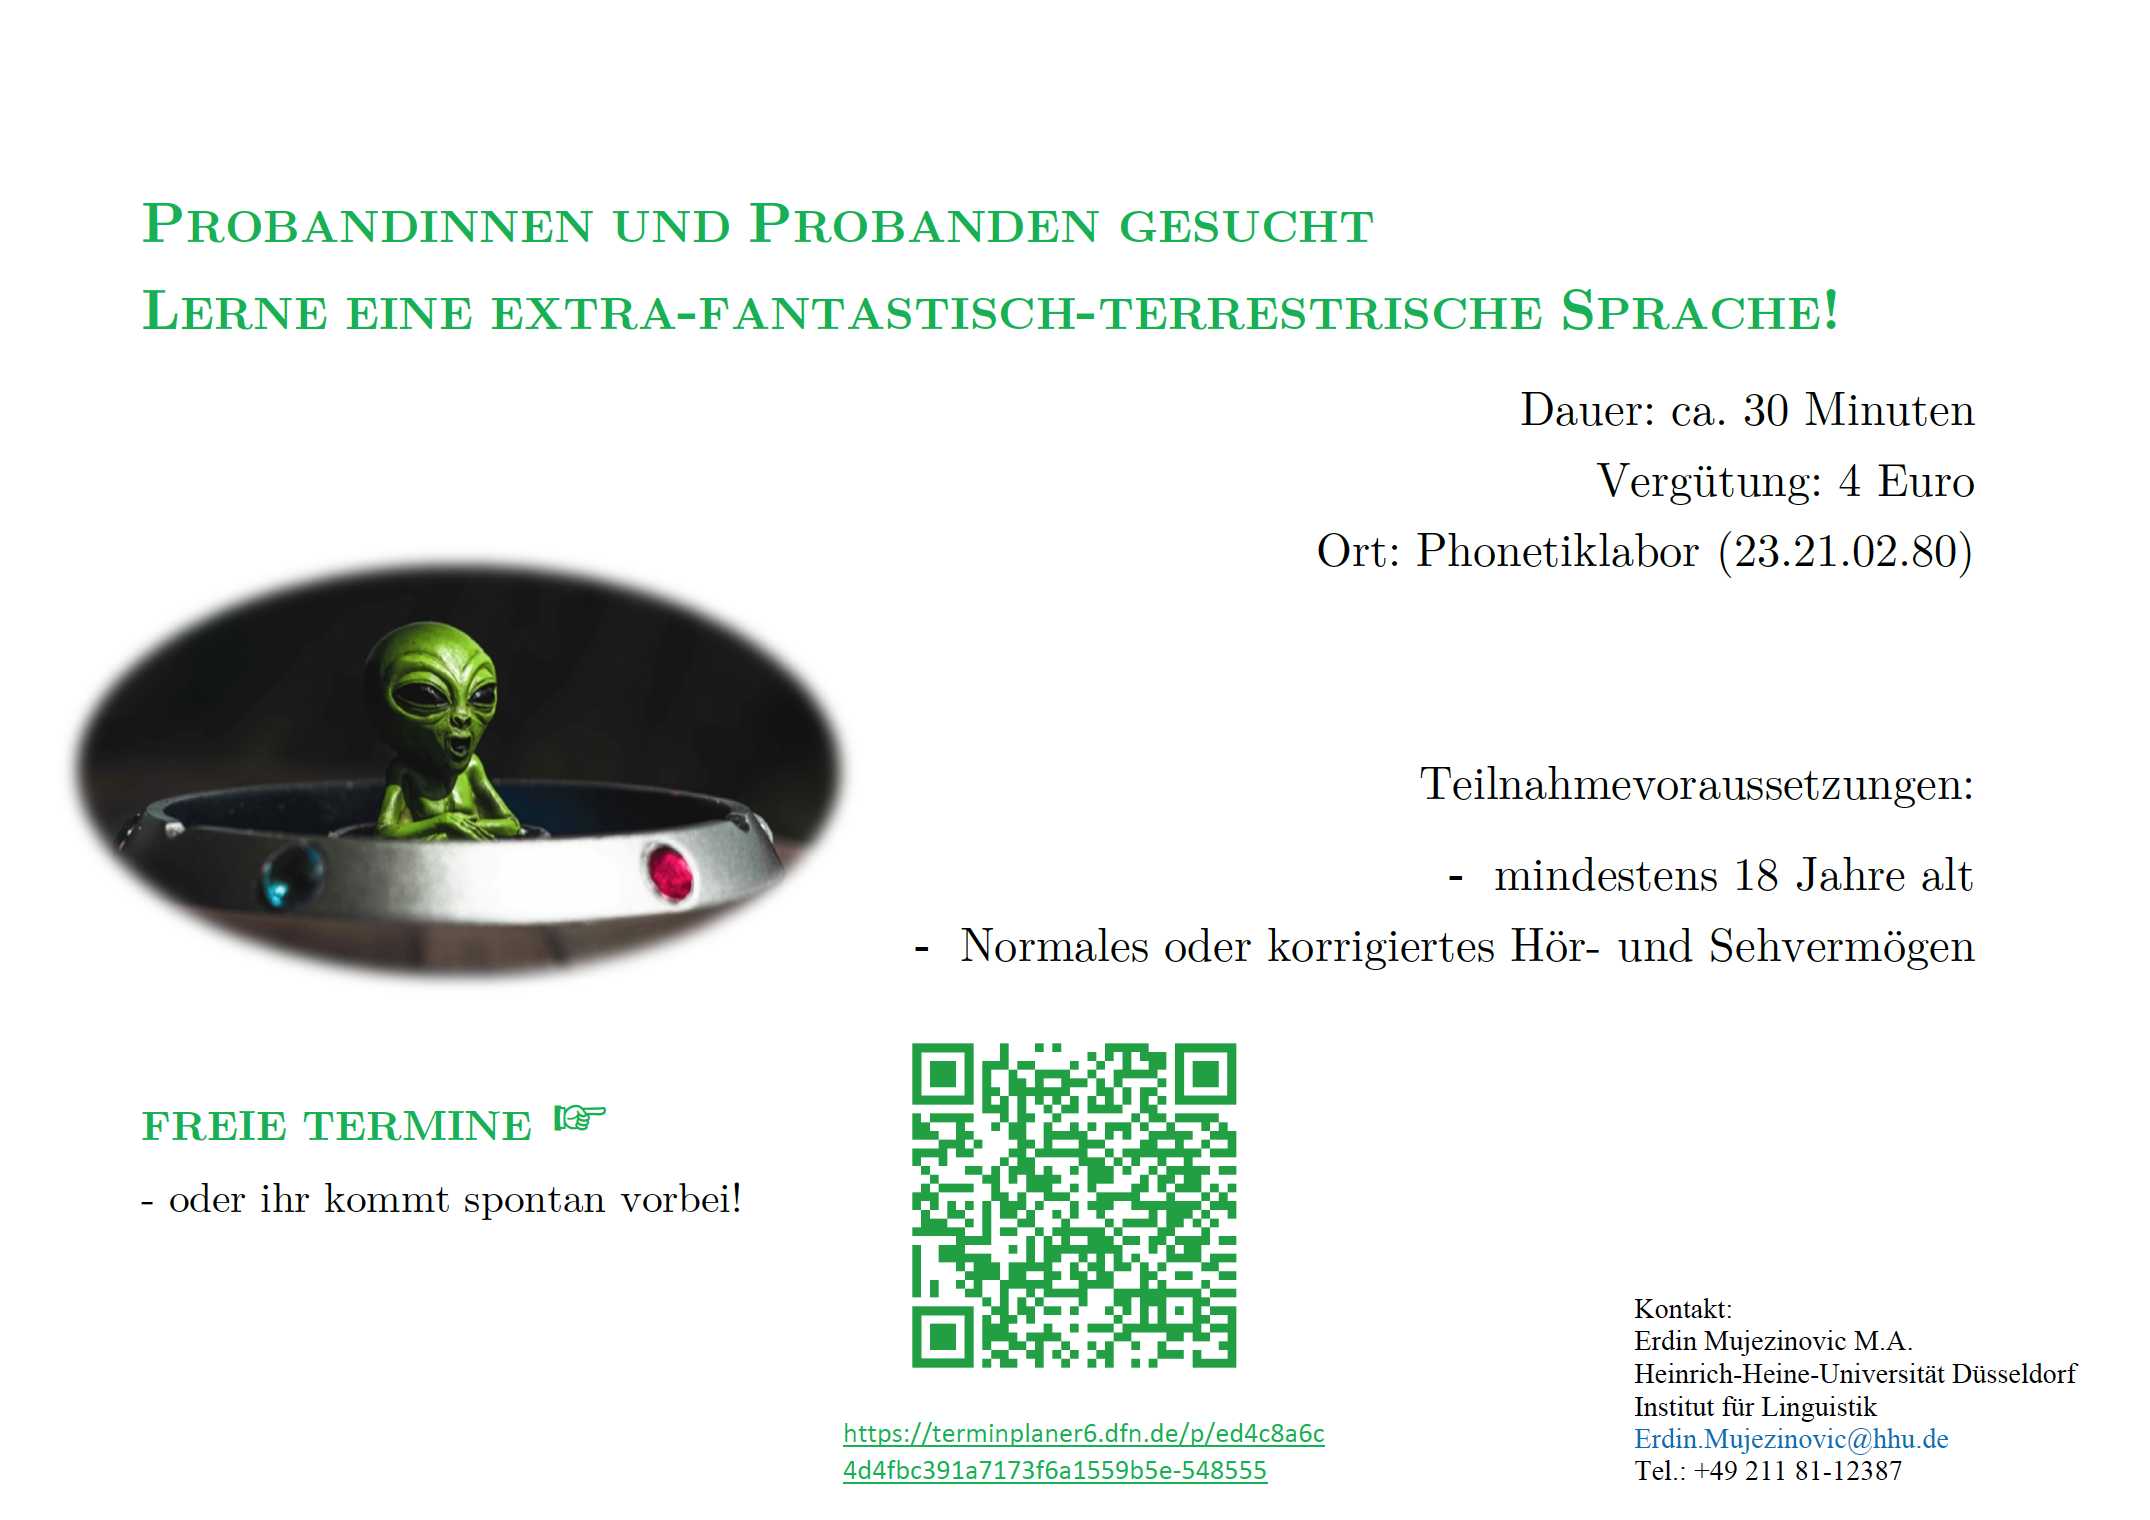 Probandinnen und Probanden gesucht
Lerne eine extra-fantastisch-terrestrische Sprache!
Dauer: ca. 30 Minuten
Vergütung: 4 Euro
Ort: Phonetiklabor (23.21.02.80)
Teilnahmevoraussetzungen:
- mindestens 18 Jahre alt
- Normales oder korrigiertes Hör- und Sehvermögen
FREIE TERMINE ☞
- oder ihr kommt spontan vorbei!
https://terminplaner6.dfn.de/p/ed4c8a6c
4d4fbc391a7173f6a1559b5e-548555
Kontakt:
Erdin Mujezinovic M.A.
Heinrich-Heine-Universität Düsseldorf
Institut für Linguistik
Erdin.Mujezinovic@hhu.de
Tel.: +49 211 81-12387